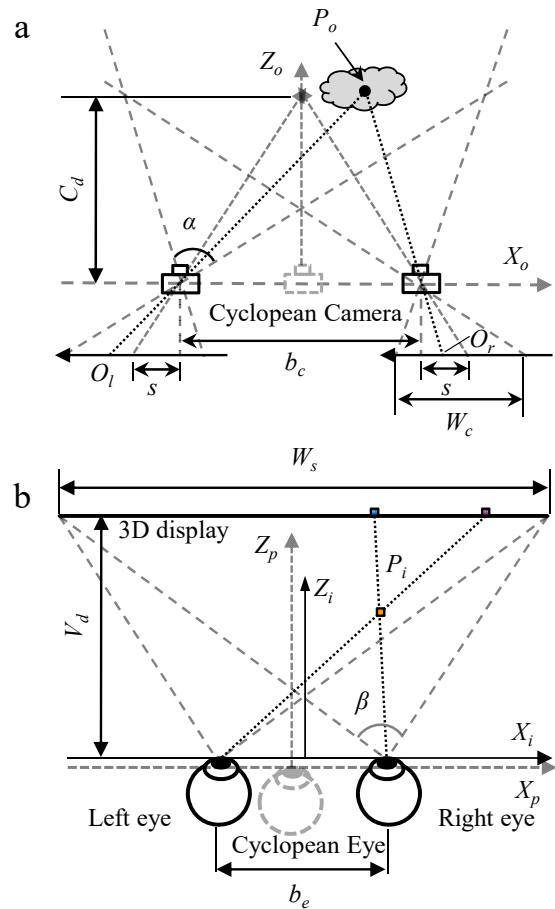 a
P_o
Z_o
C_d
α
X_o
Cyclopean Camera
b_c
O_l
O_r
s
s
W_c
W_s
b
3D display
Z_p
P_i
Z_i
V_d
β
X_i
X_p
Left eye
Right eye
Cyclopean Eye
b_e